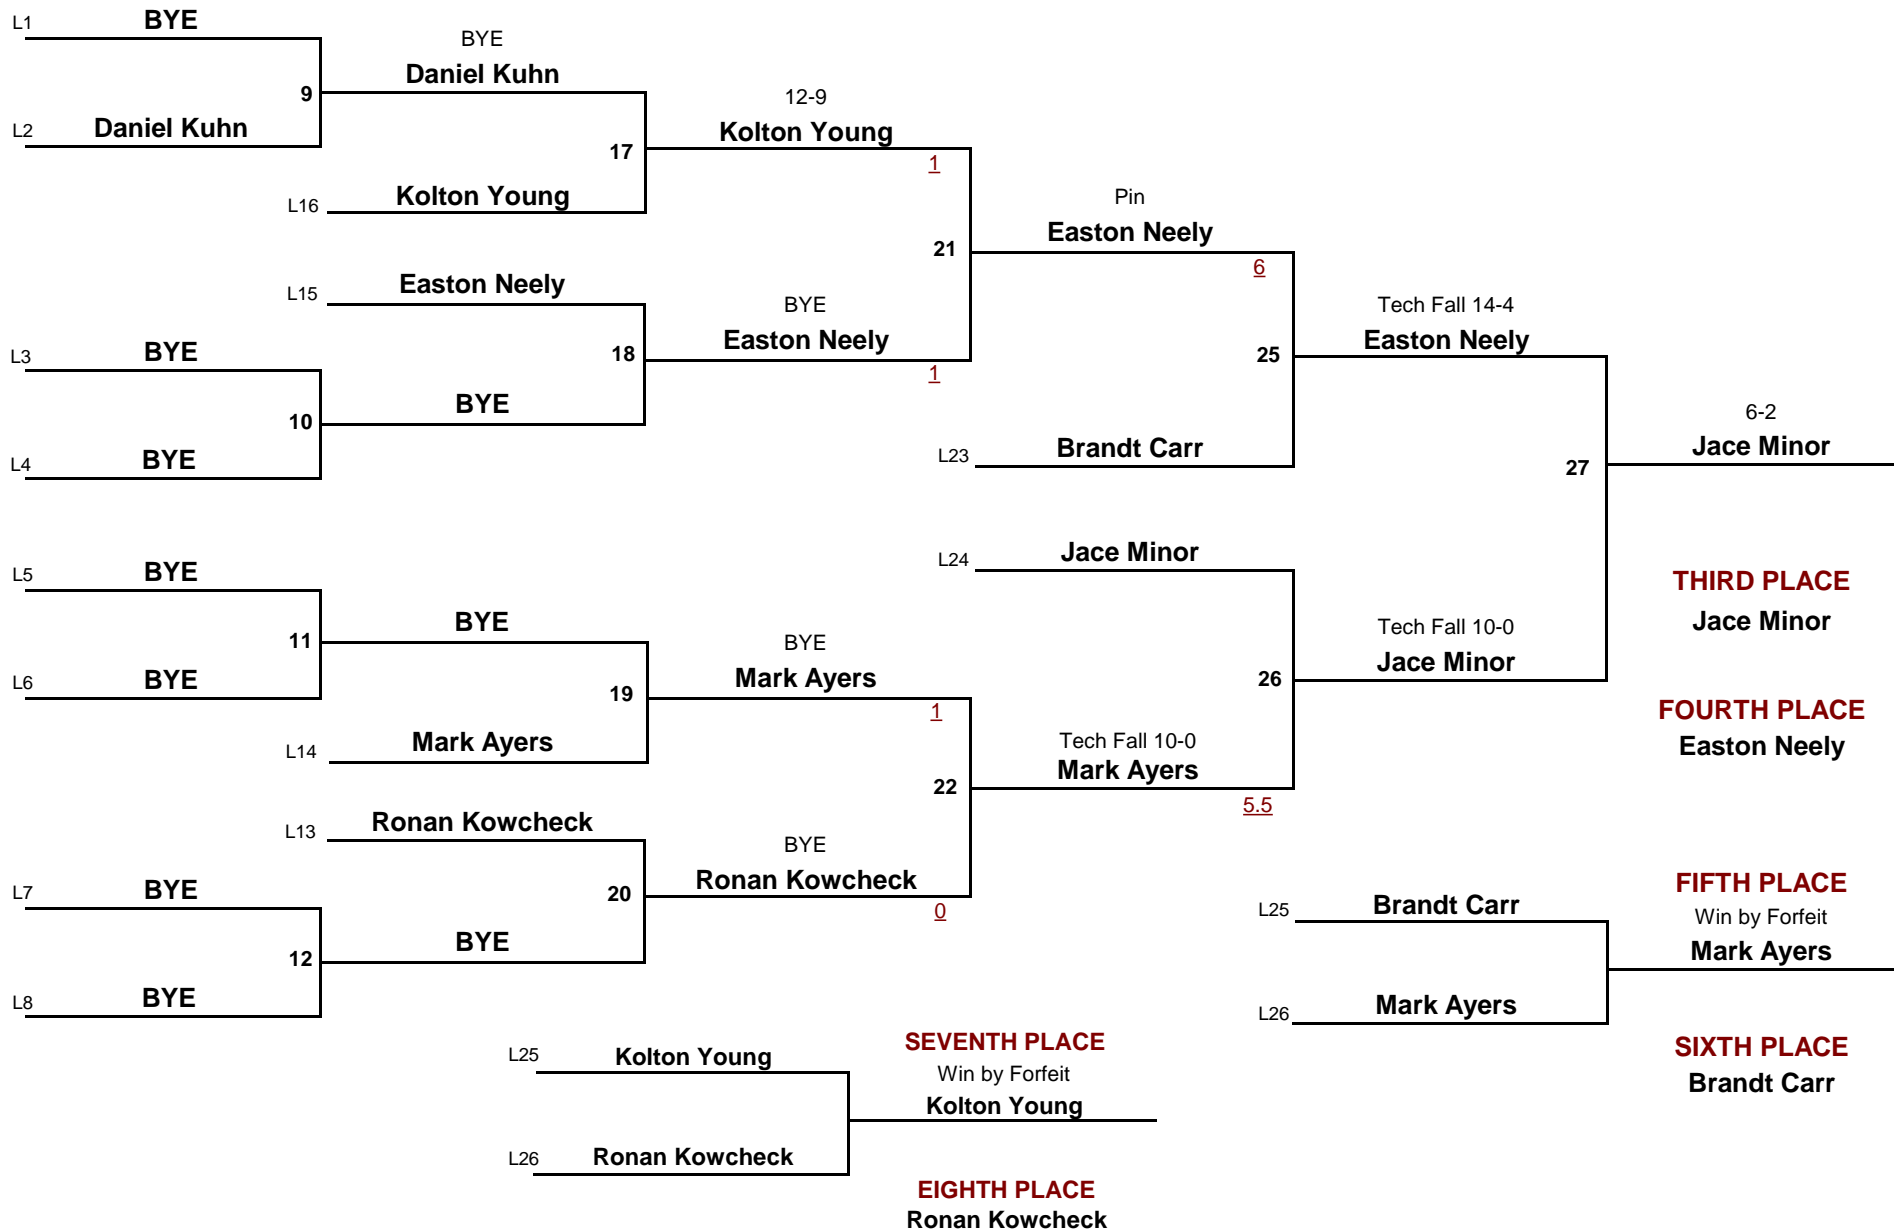 L1 BYE
BYE
Daniel Kuhn
9
L2 Daniel Kuhn
12-9
Kolton Young
17
1
L16 Kolton Young
Pin
Easton Neely
21
6
L15 Easton Neely
BYE
Easton Neely
18
1
Tech Fall 14-4
Easton Neely
25
L3 BYE
10
BYE
L4 BYE
L23 Brandt Carr
6-2
Jace Minor
27
L5 BYE
L24 Jace Minor
THIRD PLACE
Jace Minor
11
BYE
L6 BYE
BYE
Mark Ayers
19
1
Tech Fall 10-0
Jace Minor
26
FOURTH PLACE
Easton Neely
L14 Mark Ayers
Tech Fall 10-0
Mark Ayers
22
5.5
L13 Ronan Kowcheck
BYE
Ronan Kowcheck
20
0
L7 BYE
12
BYE
L8 BYE
L25 Brandt Carr
FIFTH PLACE
Win by Forfeit
Mark Ayers
L26 Mark Ayers
SIXTH PLACE
Brandt Carr
L25 Kolton Young
SEVENTH PLACE
Win by Forfeit
Kolton Young
L26 Ronan Kowcheck
EIGHTH PLACE
Ronan Kowcheck